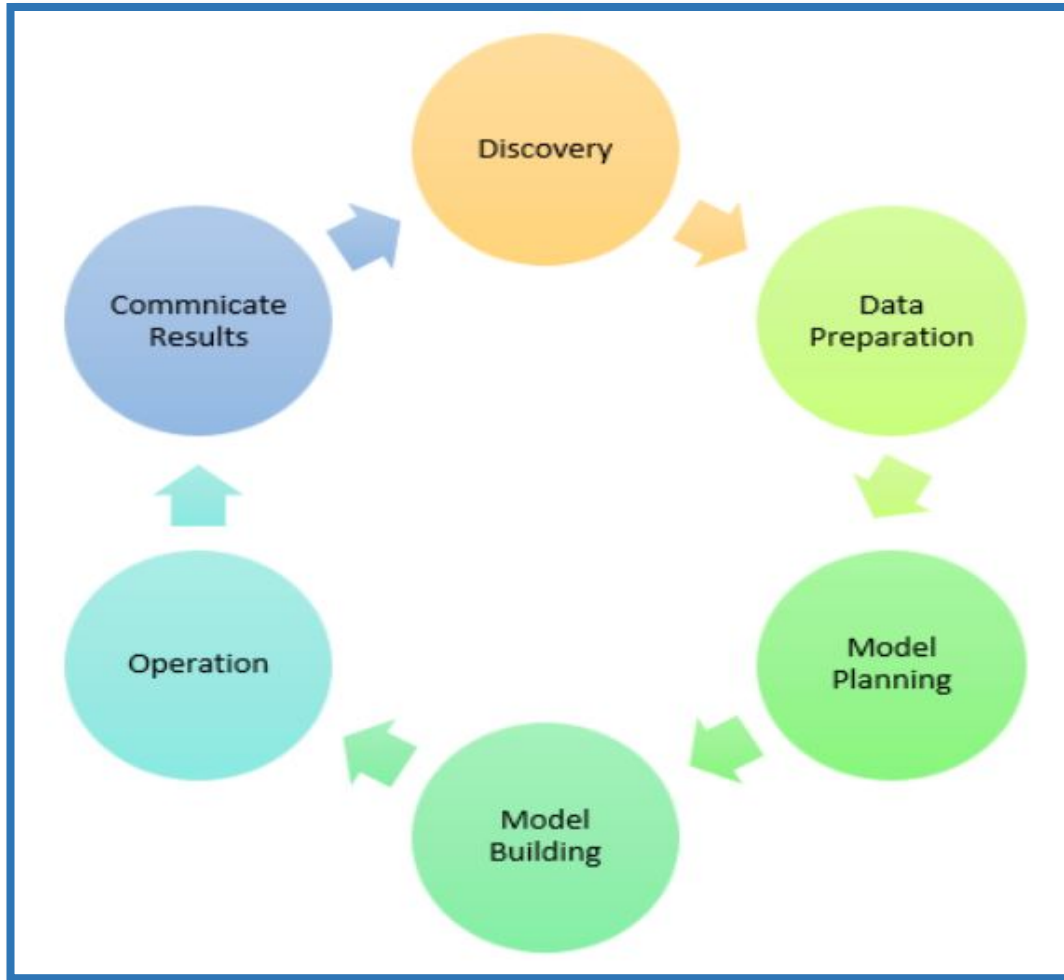 Discovery
Data
Preparation
Model
Planning
Model
Building
Operation
Commnicate
Results